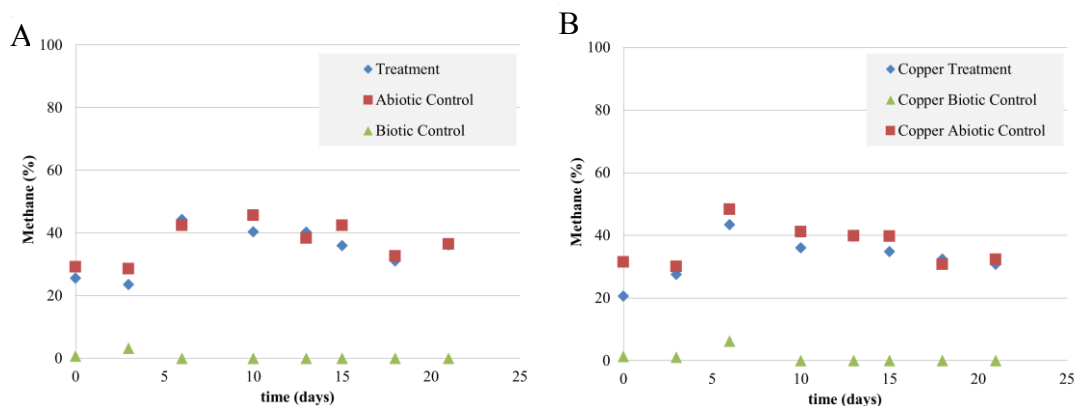 A
Methane (%)
100
80
60
40
20
0
0 5 10 15 20 25
time (days)
Treatment
Abiotic Control
Biotic Control
B
Methane (%)
100
80
60
40
20
0
0 5 10 15 20 25
time (days)
Copper Treatment
Copper Biotic Control
Copper Abiotic Control